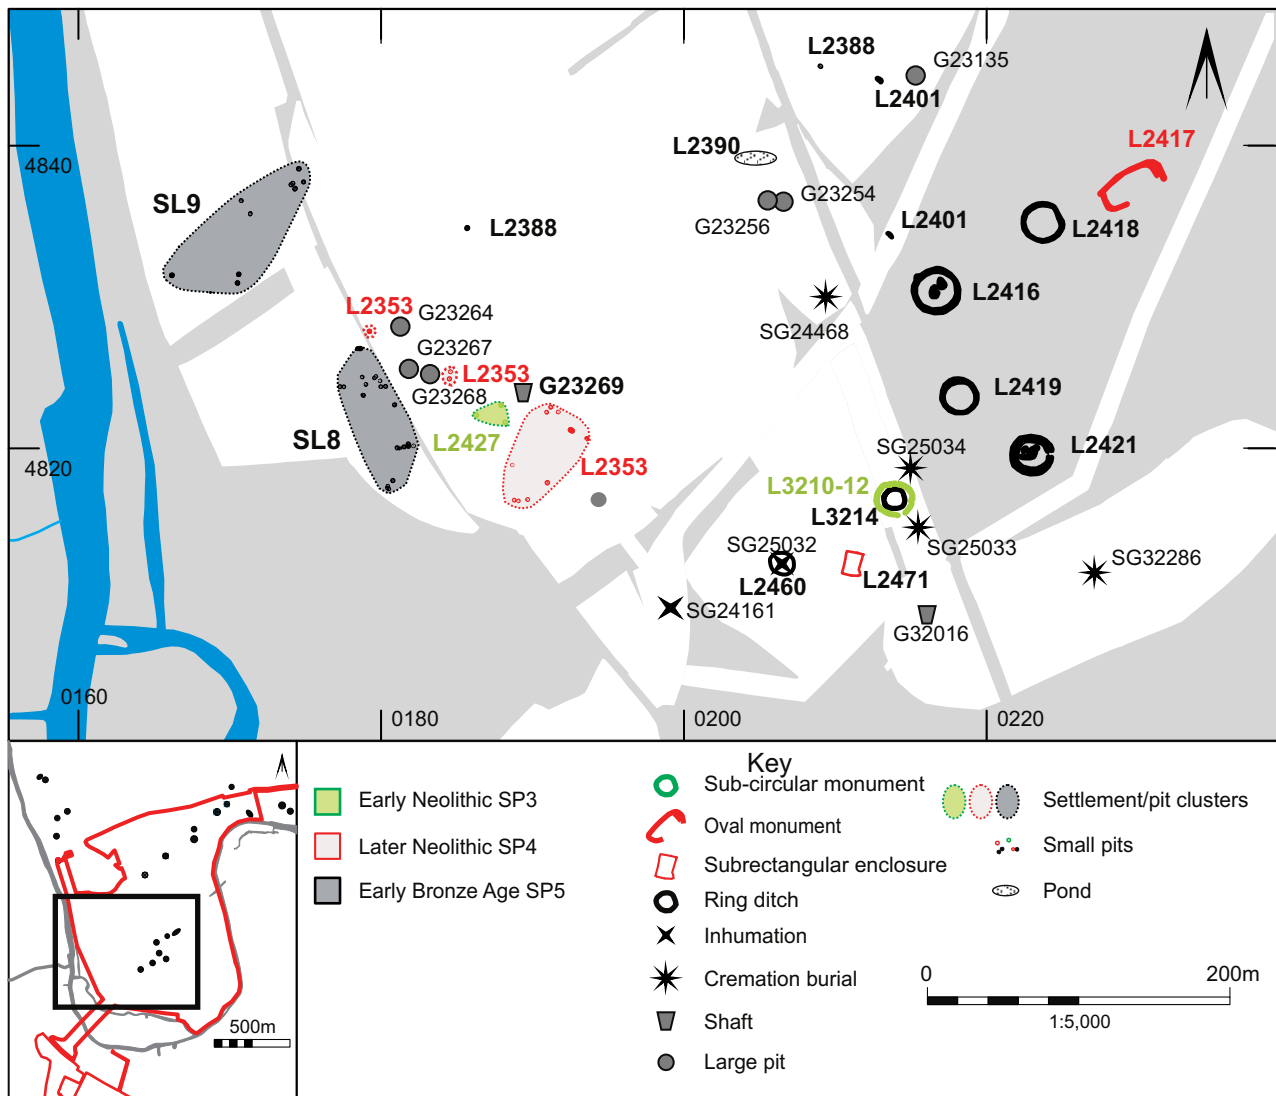 L2388
G23135
L2401
4840
L2390
L2417
SL9
G23254
G23256
L2388
L2401
L2418
L2416
SG24468
L2353
G23264
G23267
L2353
G23268
G23269
L2419
SL8
L2427
L2353
4820
SG25034
L2421
L3210-12
L3214
SG25033
SG25032
L2460
L2471
SG32286
SG24161
G32016
0160
0180
0200
0220
500m
Early Neolithic SP3
Later Neolithic SP4
Early Bronze Age SP5
Key
Sub-circular monument
Oval monument
Subrectangular enclosure
Ring ditch
Inhumation
Cremation burial
Shaft
Large pit
Settlement/pit clusters
Small pits
Pond
0 200m
1:5,000